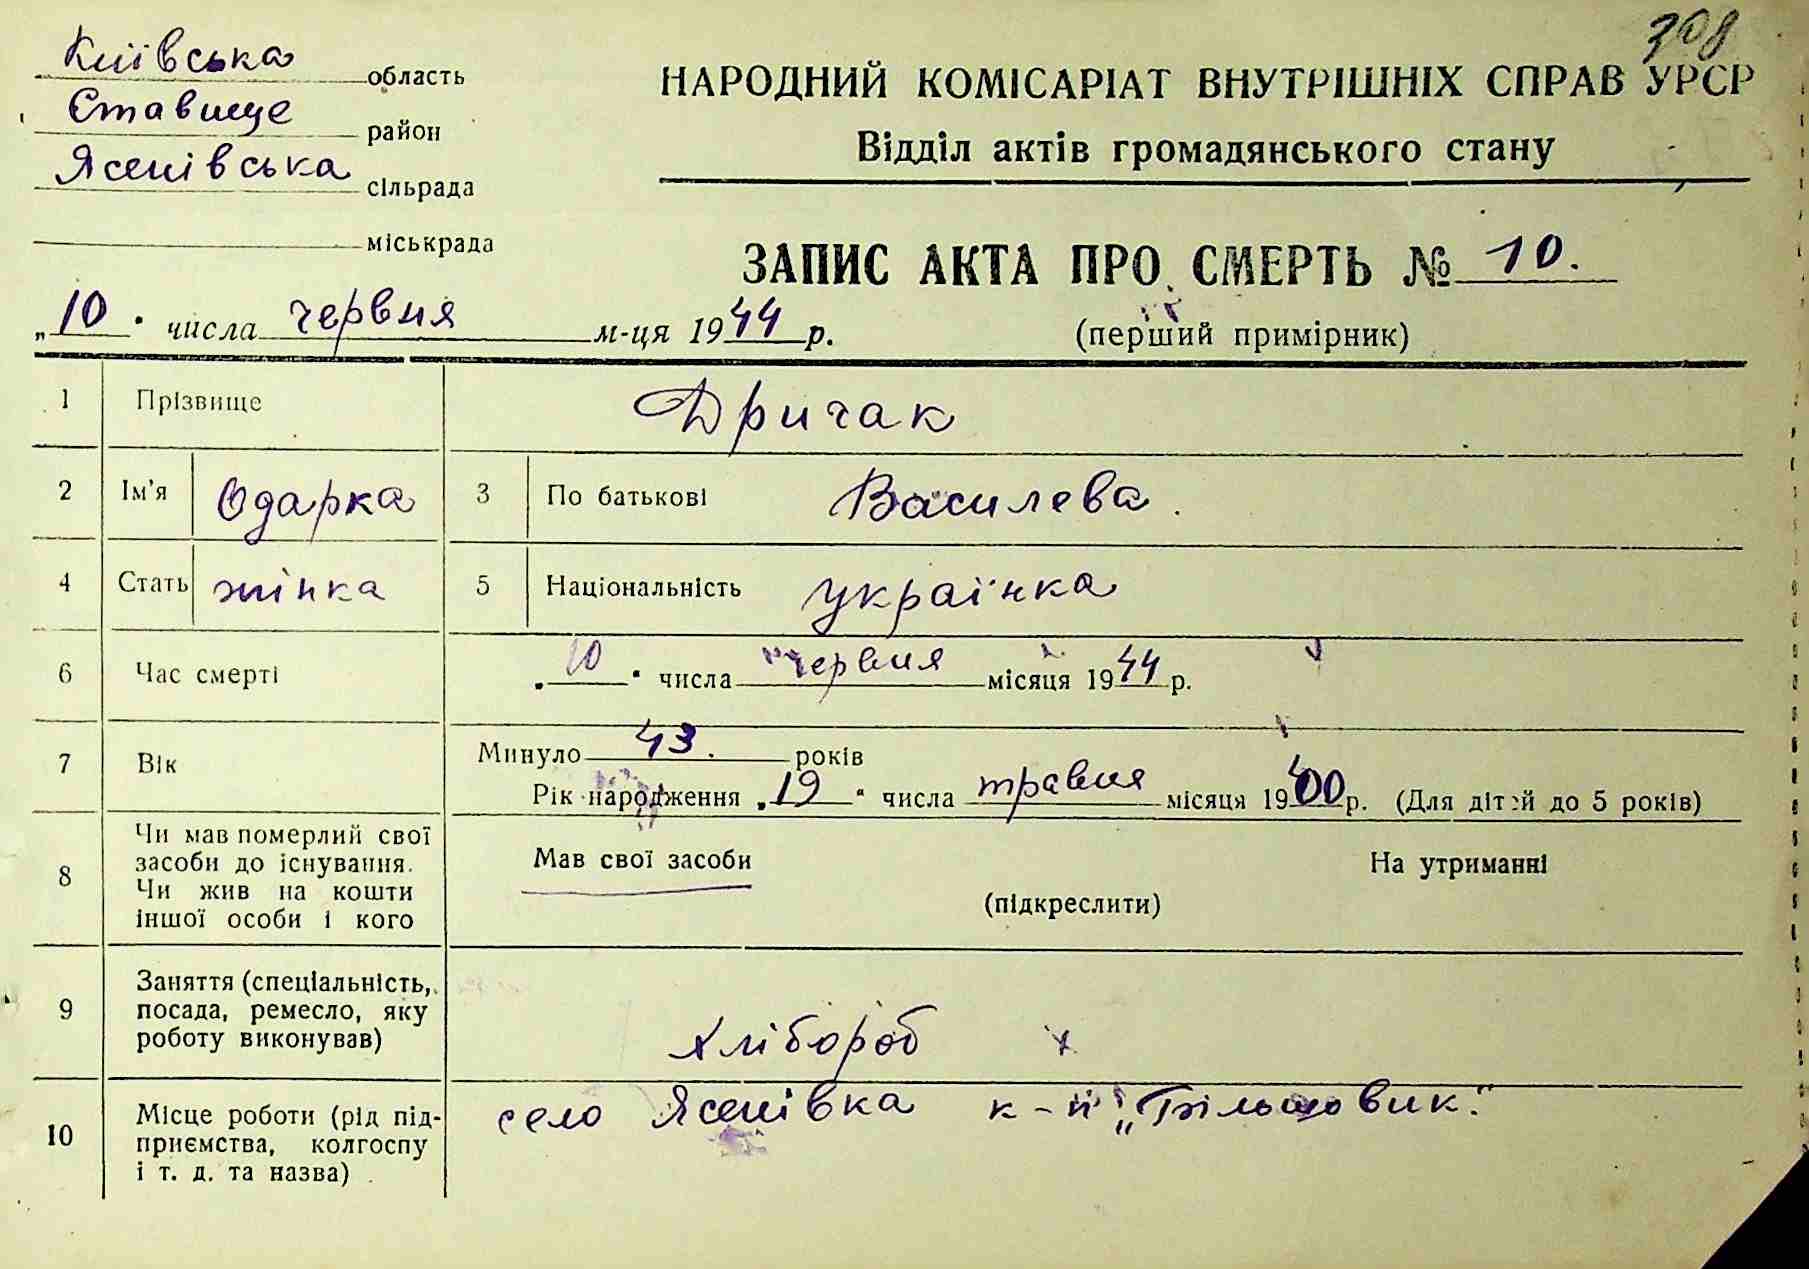 308
Київська область
Ставище район
Ясенівська сільрада
міськрада
НАРОДНИЙ КОМІСАРІАТ ВНУТРІШНІХ СПРАВ УРСР
Відділ актів громадянського стану
ЗАПИС АКТА ПРО СМЕРТЬ № 10.
„10“ числа червня м-ця 1944 р.
(перший примірник)
1 Прізвище Дричак
2 Ім'я Одарка 3 По батькові Василева.
4 Стать жінка 5 Національність українка
6 Час смерті „10“ числа червня місяця 1944 р.
7 Вік Минуло 43. років
Рік народження „19“ числа травня місяця 1900 р. (Для дітей до 5 років)
8 Чи мав померлий свої засоби до існування. Чи жив на кошти іншої особи і кого
Мав свої засоби На утриманні
(підкреслити)
9 Заняття (спеціальність, посада, ремесло, яку роботу виконував)
хлібороб
10 Місце роботи (рід підприємства, колгоспу і т. д. та назва)
село Ясенівка к-п „Більшовик."